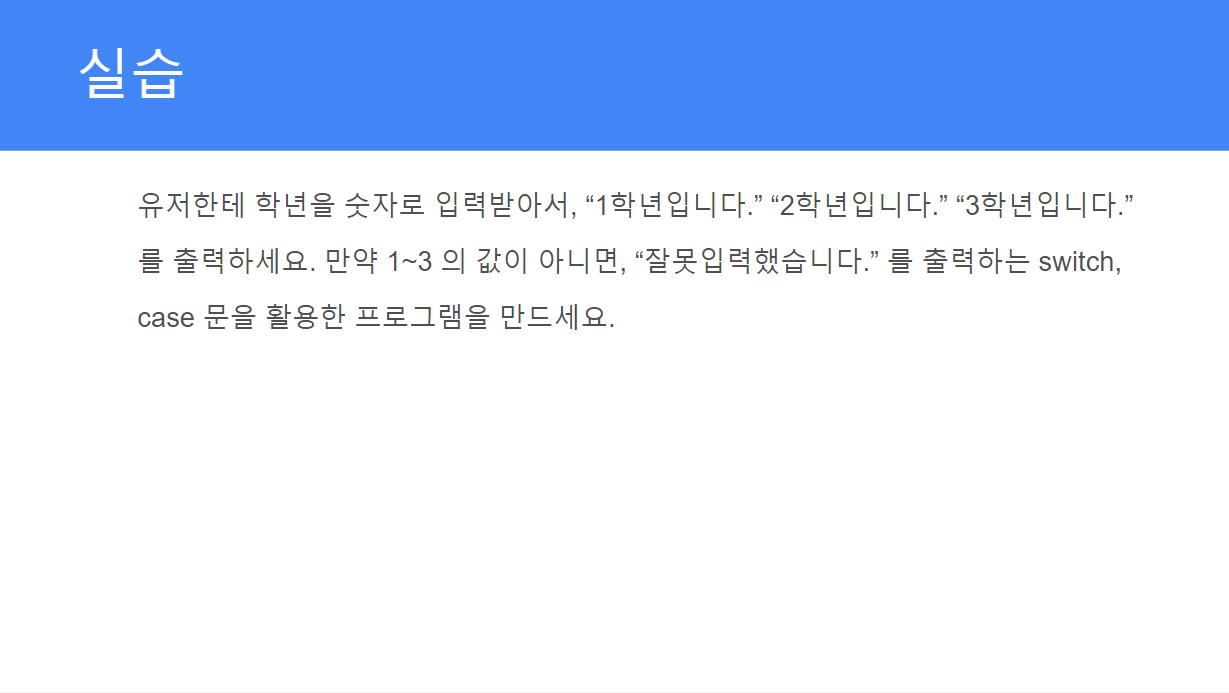 실습
유저한테 학년을 숫자로 입력받아서, “1학년입니다.” “2학년입니다.” “3학년입니다.”
를 출력하세요. 만약 1~3 의 값이 아니면, “잘못입력했습니다.” 를 출력하는 switch,
case 문을 활용한 프로그램을 만드세요.